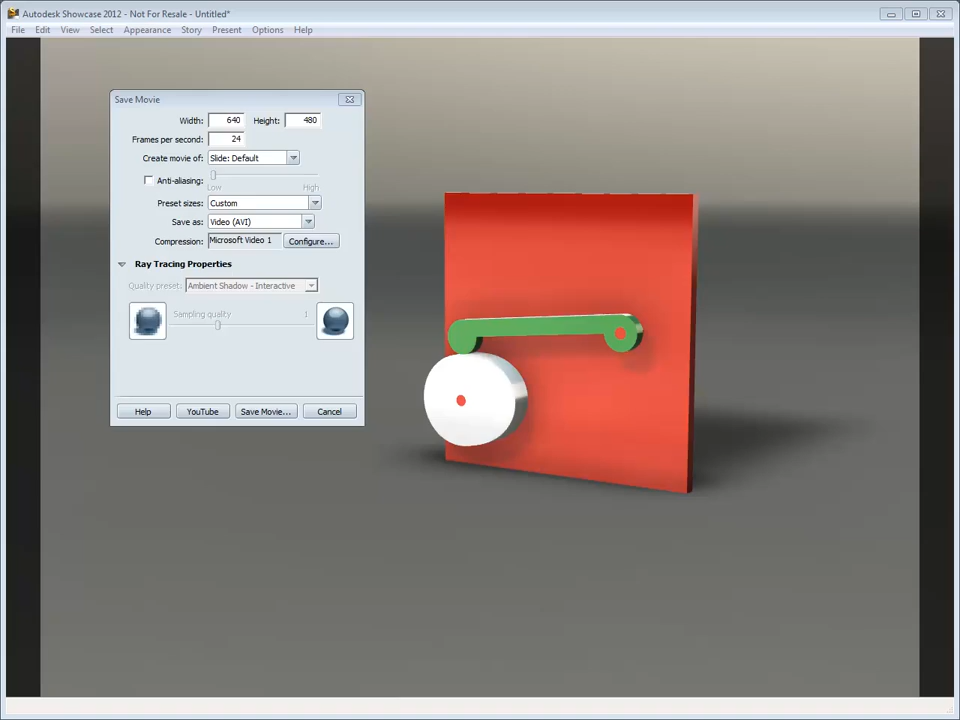 Autodesk Showcase 2012 - Not For Resale - Untitled*
File Edit View Select Appearance Story Present Options Help
Save Movie
Width: 640 Height: 480
Frames per second: 24
Create movie of: Slide: Default
Anti-aliasing:
Low High
Preset sizes: Custom
Save as: Video (AVI)
Compression: Microsoft Video 1 Configure...
Ray Tracing Properties
Quality preset: Ambient Shadow - Interactive
Sampling quality 1
Help YouTube Save Movie... Cancel